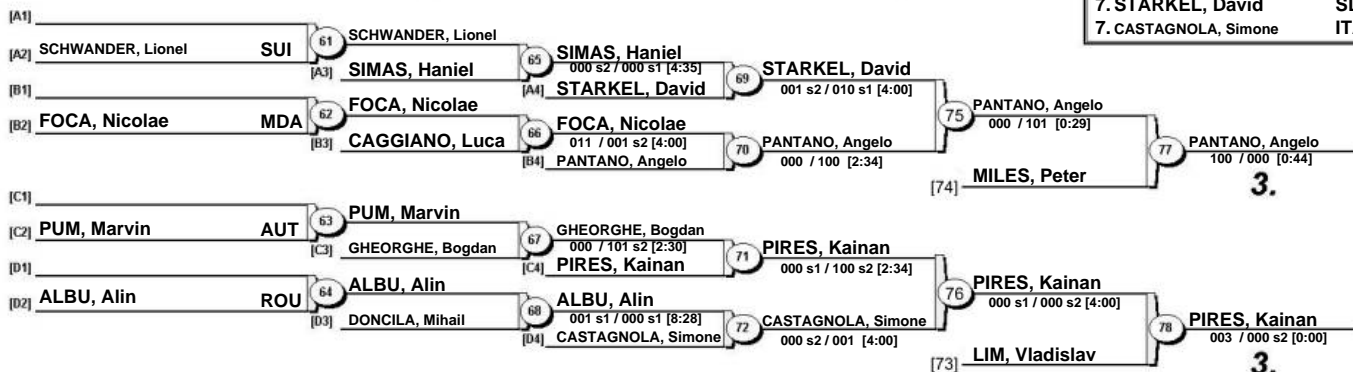 7. STARKEL, David
7. CASTAGNOLA, Simone
[A1]
[A2] SCHWANDER, Lionel SUI
61
SCHWANDER, Lionel
[A3] SIMAS, Haniel
65
SIMAS, Haniel
000 s2 / 000 s1 [4:35]
[A4] STARKEL, David
69
STARKEL, David
001 s2 / 010 s1 [4:00]
[B1]
[B2] FOCA, Nicolae MDA
62
FOCA, Nicolae
[B3] CAGGIANO, Luca
66
FOCA, Nicolae
011 / 001 s2 [4:00]
[B4] PANTANO, Angelo
70
PANTANO, Angelo
000 / 100 [2:34]
75
PANTANO, Angelo
000 / 101 [0:29]
[74] MILES, Peter
77
PANTANO, Angelo
100 / 000 [0:44]
3.
[C1]
[C2] PUM, Marvin AUT
63
PUM, Marvin
[C3] GHEORGHE, Bogdan
67
GHEORGHE, Bogdan
000 / 101 s2 [2:30]
[C4] PIRES, Kainan
71
PIRES, Kainan
000 s1 / 100 s2 [2:34]
[D1]
[D2] ALBU, Alin ROU
64
ALBU, Alin
[D3] DONCILA, Mihail
68
ALBU, Alin
001 s1 / 000 s1 [8:28]
[D4] CASTAGNOLA, Simone
72
CASTAGNOLA, Simone
000 s2 / 001 [4:00]
76
PIRES, Kainan
000 s1 / 000 s2 [4:00]
[73] LIM, Vladislav
78
PIRES, Kainan
003 / 000 s2 [0:00]
3.